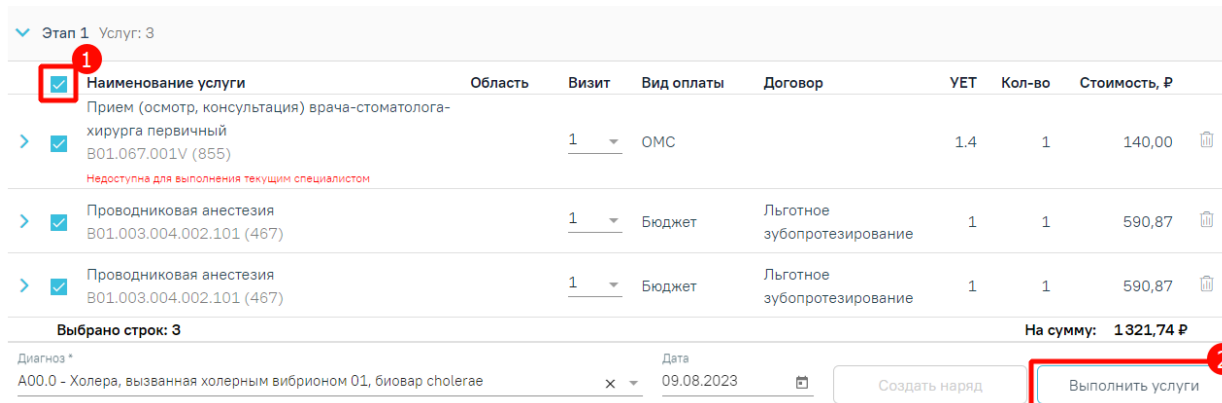 Этап 1 Услуг: 3
1
Наименование услуги Область Визит Вид оплаты Договор УЕТ Кол-во Стоимость, ₽
Прием (осмотр, консультация) врача-стоматолога-
хирурга первичный
B01.067.001V (855)
Недоступна для выполнения текущим специалистом
1 ОМС 1.4 1 140,00
Проводниковая анестезия
B01.003.004.002.101 (467)
1 Бюджет
Льготное
зубопротезирование
1 1 590,87
Проводниковая анестезия
B01.003.004.002.101 (467)
1 Бюджет
Льготное
зубопротезирование
1 1 590,87
Выбрано строк: 3 На сумму: 1 321,74 ₽
Диагноз * Дата
2
A00.0 - Холера, вызванная холерным вибрионом 01, биовар cholerae 09.08.2023 Создать наряд Выполнить услуги